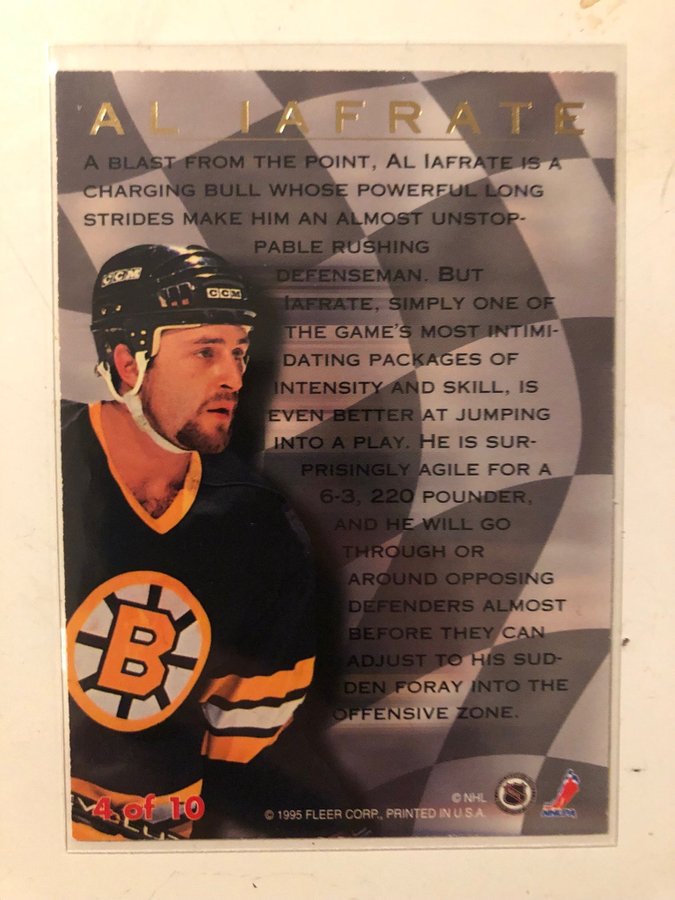 AL IAFRATE
A BLAST FROM THE POINT, AL IAFRATE IS A
CHARGING BULL WHOSE POWERFUL LONG
STRIDES MAKE HIM AN ALMOST UNSTOP-
PABLE RUSHING
DEFENSEMAN. BUT
IAFRATE, SIMPLY ONE OF
THE GAME'S MOST INTIMI-
DATING PACKAGES OF
INTENSITY AND SKILL, IS
EVEN BETTER AT JUMPING
INTO A PLAY. HE IS SUR-
PRISINGLY AGILE FOR A
6-3, 220 POUNDER,
AND HE WILL GO
THROUGH OR
AROUND OPPOSING
DEFENDERS ALMOST
BEFORE THEY CAN
ADJUST TO HIS SUD-
DEN FORAY INTO THE
OFFENSIVE ZONE.
CCM
CCM
B
4 of 10
© NHL
NHL
NHLPA
© 1995 FLEER CORP., PRINTED IN U.S.A.